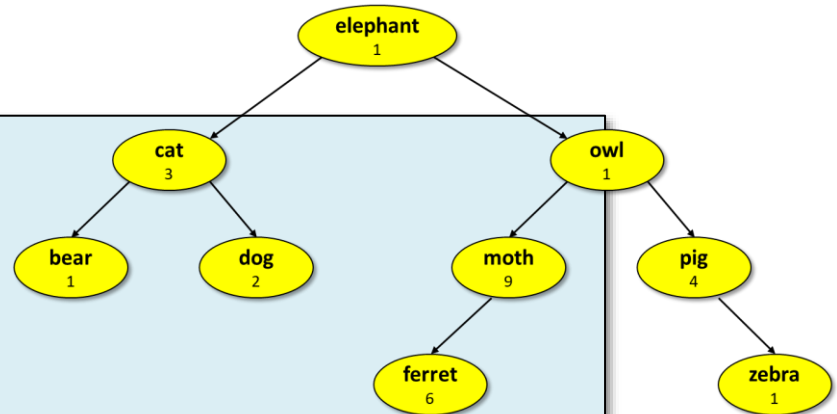 elephant
1
cat
3
owl
1
bear
1
dog
2
moth
9
pig
4
ferret
6
zebra
1